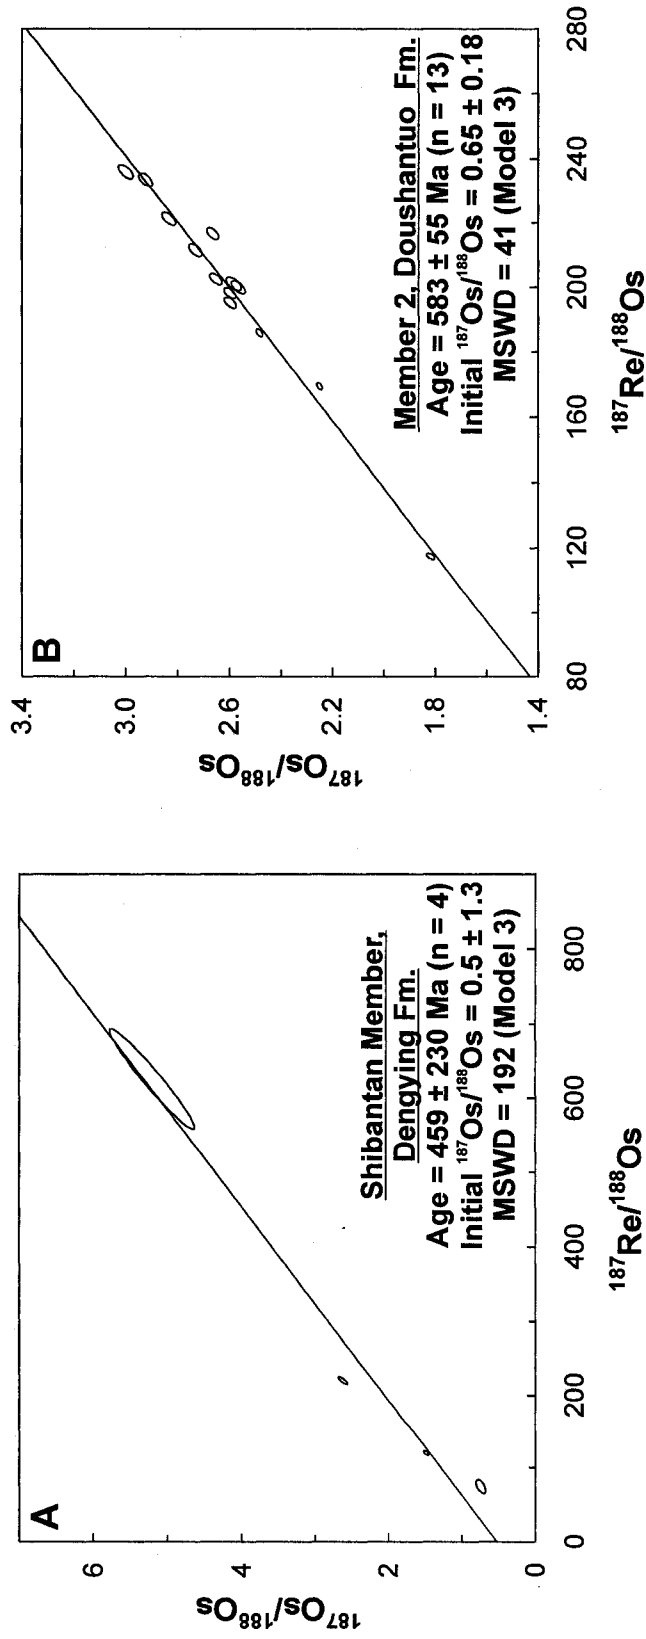 A
6
4
2
0
¹⁸⁷Os/¹⁸⁸Os
0
200
400
600
800
¹⁸⁷Re/¹⁸⁸Os
Shibantan Member,
Dengying Fm.
Age = 459 ± 230 Ma (n = 4)
Initial ¹⁸⁷Os/¹⁸⁸Os = 0.5 ± 1.3
MSWD = 192 (Model 3)
B
3.4
3.0
2.6
2.2
1.8
1.4
¹⁸⁷Os/¹⁸⁸Os
80
120
160
200
240
280
¹⁸⁷Re/¹⁸⁸Os
Member 2, Doushantuo Fm.
Age = 583 ± 55 Ma (n = 13)
Initial ¹⁸⁷Os/¹⁸⁸Os = 0.65 ± 0.18
MSWD = 41 (Model 3)